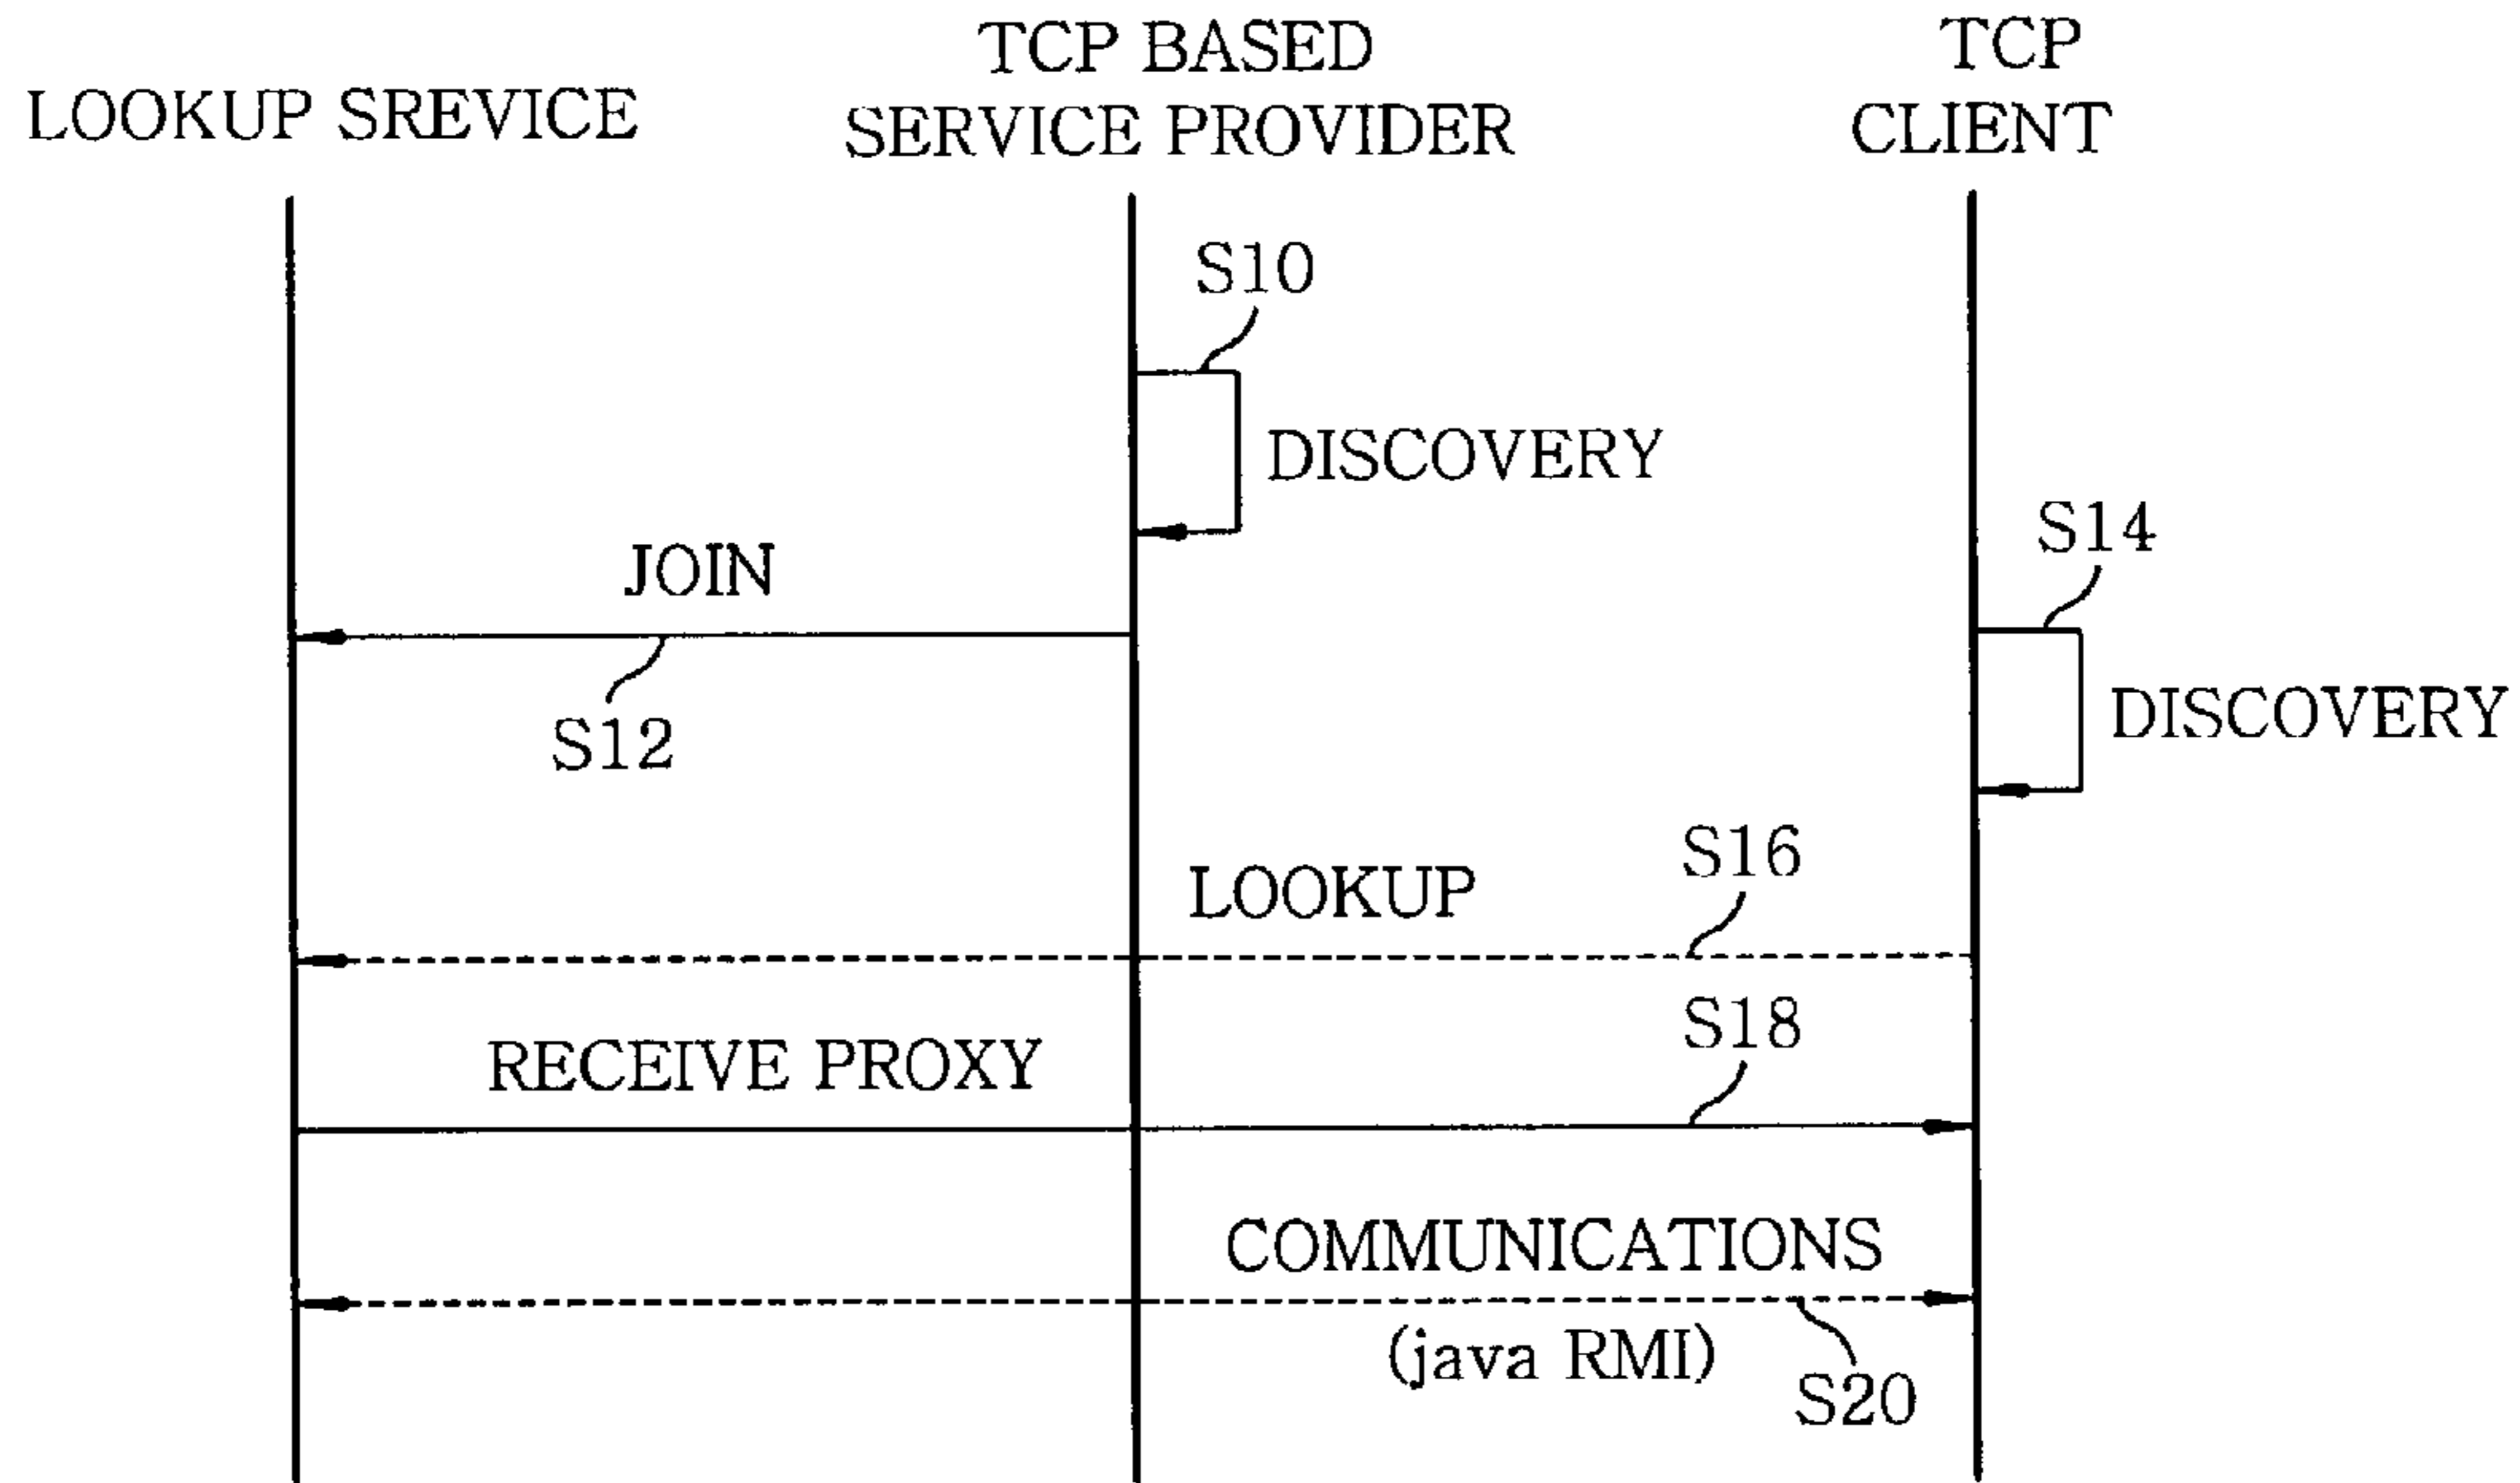 LOOKUP SREVICE
TCP BASED
SERVICE PROVIDER
TCP
CLIENT
S10
DISCOVERY
S14
JOIN
S12
DISCOVERY
S16
LOOKUP
S18
RECEIVE PROXY
COMMUNICATIONS
(java RMI)
S20